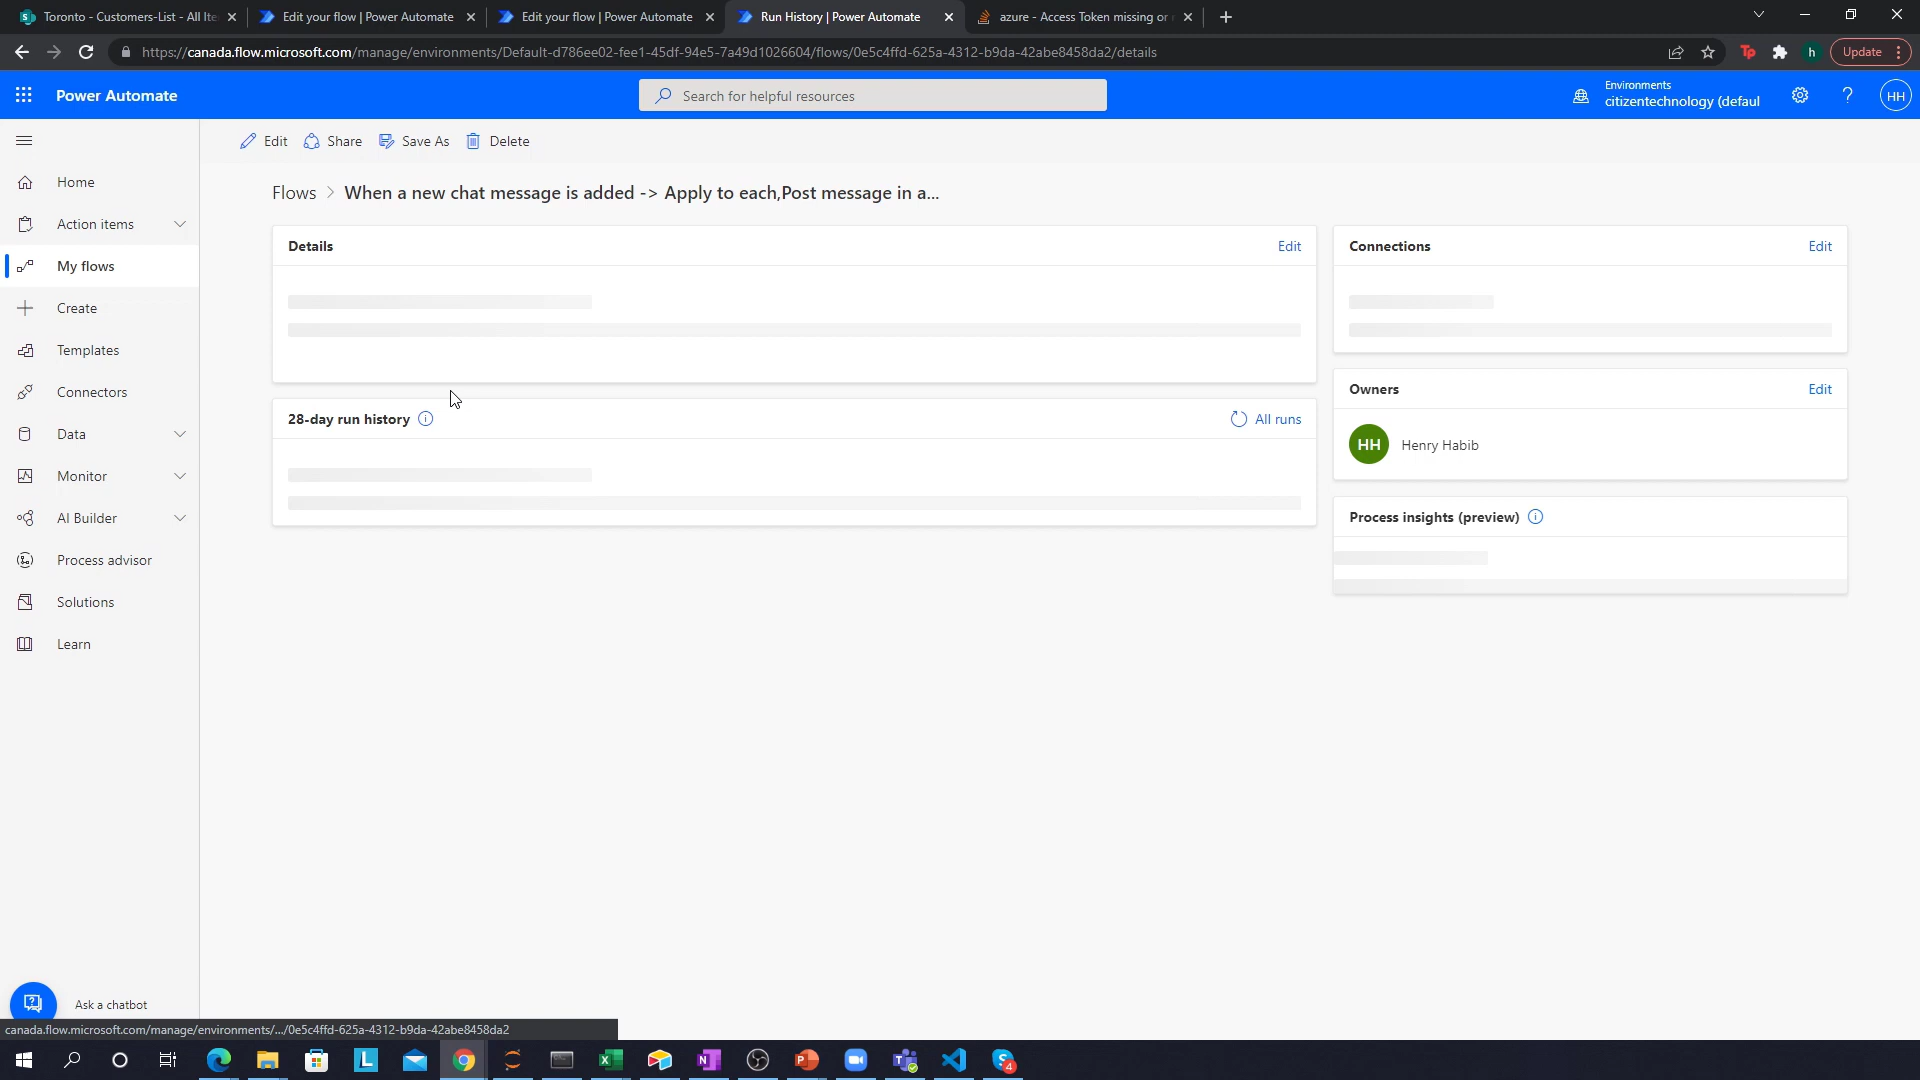 Toronto - Customers-List - All Ite
Edit your flow | Power Automate
Edit your flow | Power Automate
Run History | Power Automate
azure - Access Token missing or
https://canada.flow.microsoft.com/manage/environments/Default-d786ee02-fee1-45df-94e5-7a49d1026604/flows/0e5c4ffd-625a-4312-b9da-42abe8458da2/details
Tp
h
Update
Power Automate
Search for helpful resources
Environments
citizentechnology (defaul
?
HH
Edit
Share
Save As
Delete
Home
Action items
My flows
Create
Templates
Connectors
Data
Monitor
AI Builder
Process advisor
Solutions
Learn
Ask a chatbot
Flows > When a new chat message is added -> Apply to each,Post message in a...
Details
Edit
28-day run history
All runs
Connections
Edit
Owners
Edit
HH
Henry Habib
Process insights (preview)
canada.flow.microsoft.com/manage/environments/.../0e5c4ffd-625a-4312-b9da-42abe8458da2
L
N
P
S
4